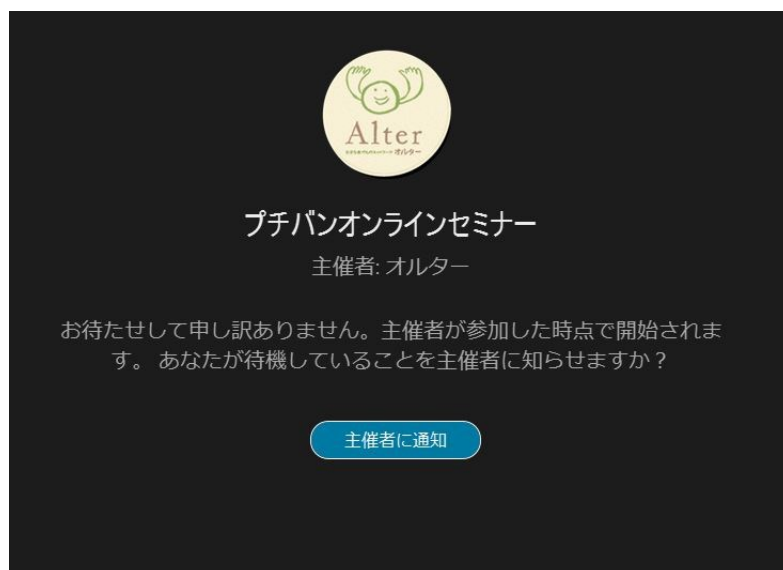 Alter
オルター
プチバンオンラインセミナー
主催者: オルター
お待たせして申し訳ありません。主催者が参加した時点で開始されま
す。 あなたが待機していることを主催者に知らせますか？
主催者に通知